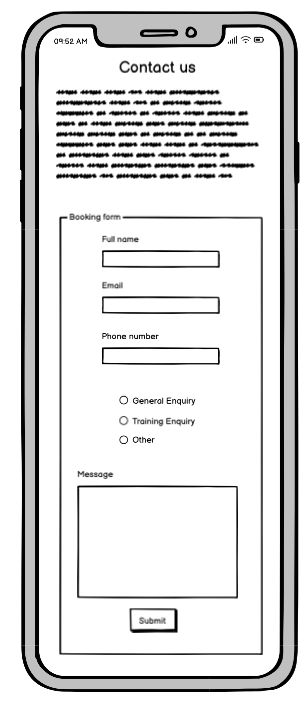 09:52 AM
Contact us
Booking form
Full name
Email
Phone number
General Enquiry
Training Enquiry
Other
Message
Submit